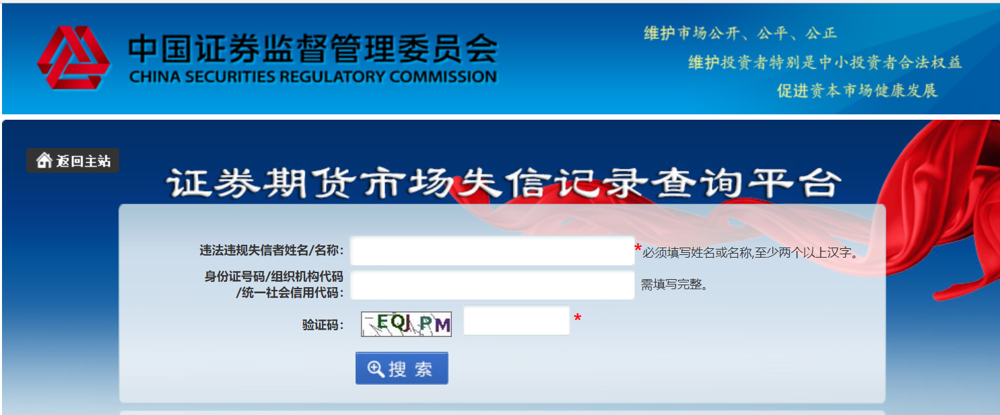 中国证券监督管理委员会
CHINA SECURITIES REGULATORY COMMISSION
维护市场公开、公平、公正
维护投资者特别是中小投资者合法权益
促进资本市场健康发展
返回主站
证券期货市场失信记录查询平台
违法违规失信者姓名/名称：
*必须填写姓名或名称,至少两个以上汉字。
身份证号码/组织机构代码
/统一社会信用代码：
需填写完整。
验证码：
EQJPM
*
搜 索